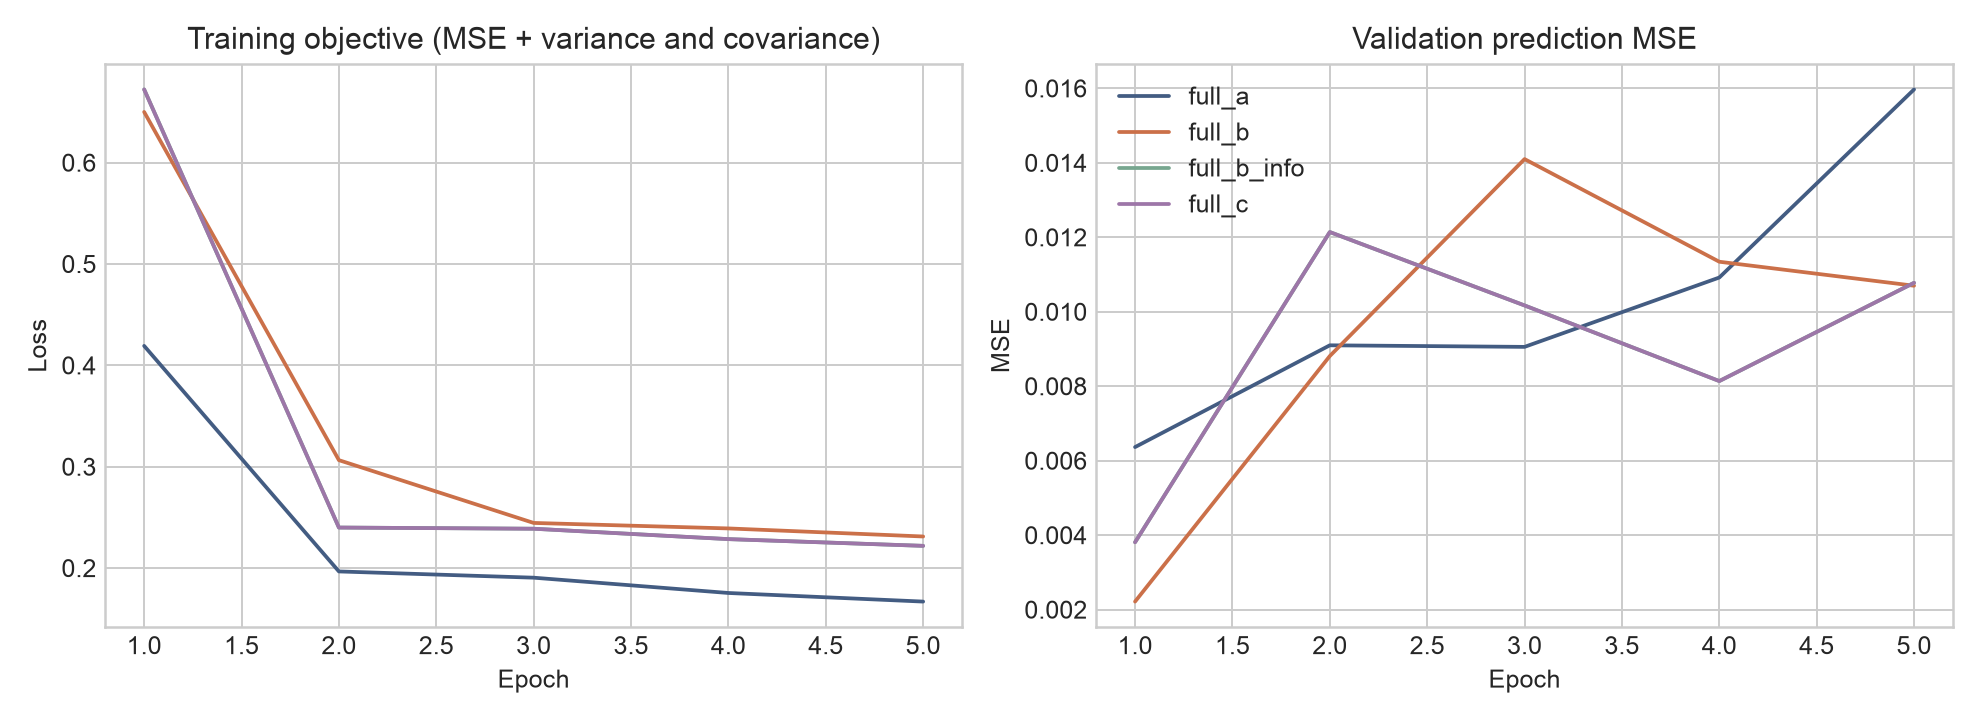 Training objective (MSE + variance and covariance)
Loss
0.6
0.5
0.4
0.3
0.2
1.0 1.5 2.0 2.5 3.0 3.5 4.0 4.5 5.0
Epoch
Validation prediction MSE
MSE
0.016
0.014
0.012
0.010
0.008
0.006
0.004
0.002
full_a
full_b
full_b_info
full_c
1.0 1.5 2.0 2.5 3.0 3.5 4.0 4.5 5.0
Epoch